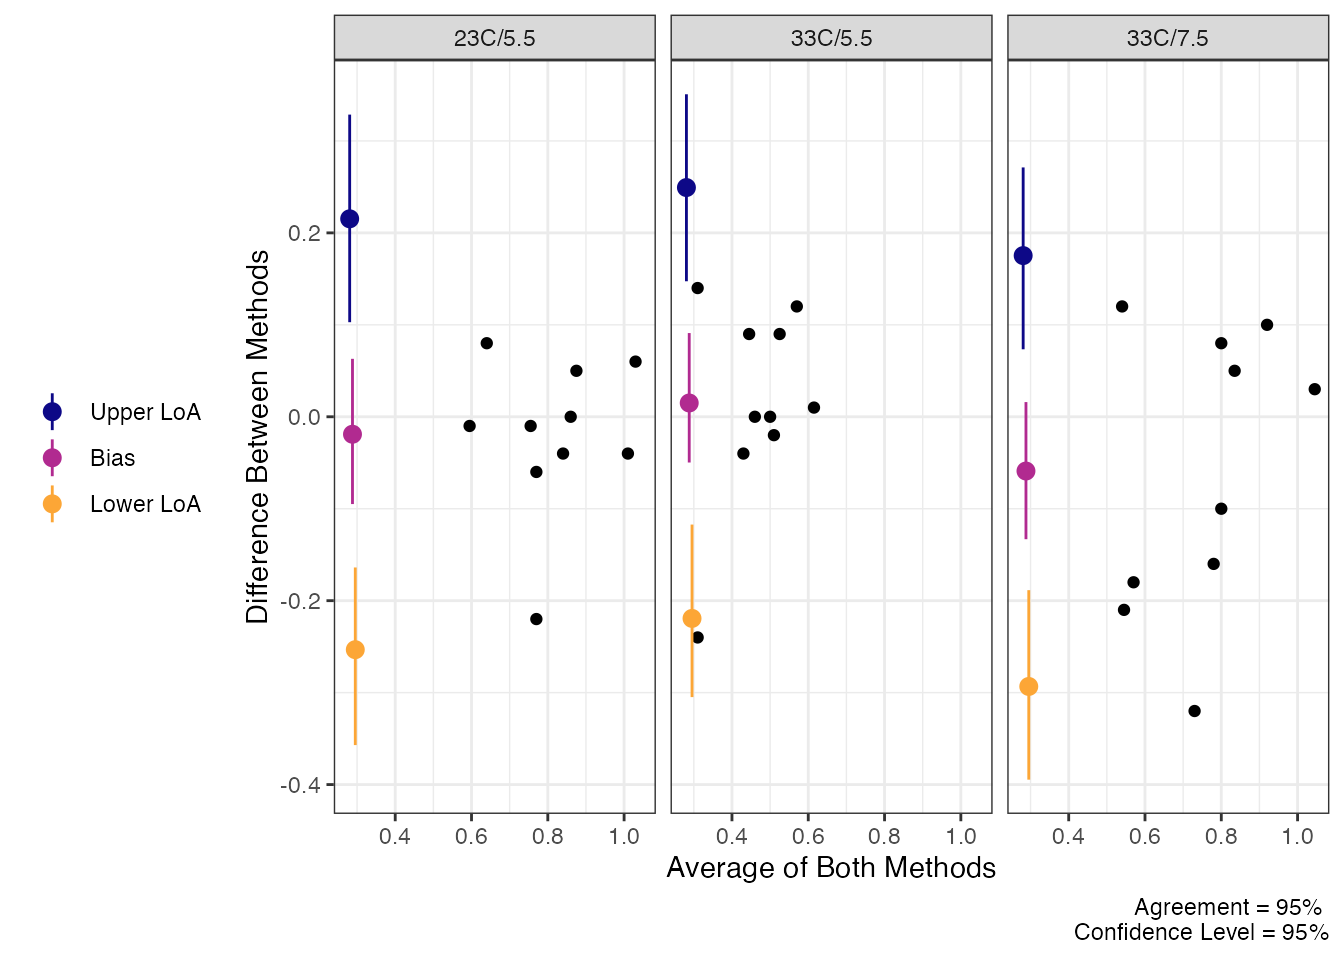 23C/5.5
33C/5.5
33C/7.5
Upper LoA
Bias
Lower LoA
Difference Between Methods
0.2
0.0
-0.2
-0.4
0.4 0.6 0.8 1.0
0.4 0.6 0.8 1.0
0.4 0.6 0.8 1.0
Average of Both Methods
Agreement = 95%
Confidence Level = 95%